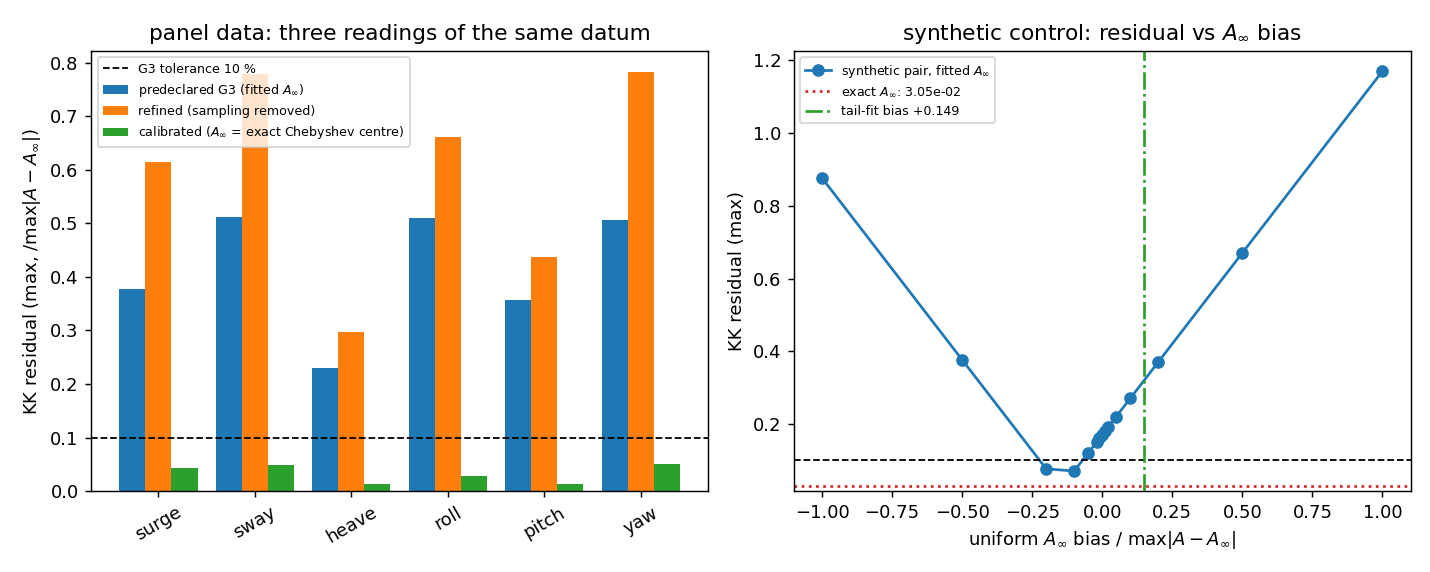 panel data: three readings of the same datum
KK residual (max, /max|A − A∞|)
0.8
0.7
0.6
0.5
0.4
0.3
0.2
0.1
0.0
G3 tolerance 10 %
predeclared G3 (fitted A∞)
refined (sampling removed)
calibrated (A∞ = exact Chebyshev centre)
surge
sway
heave
roll
pitch
yaw
synthetic control: residual vs A∞ bias
KK residual (max)
1.2
1.0
0.8
0.6
0.4
0.2
synthetic pair, fitted A∞
exact A∞: 3.05e-02
tail-fit bias +0.149
−1.00 −0.75 −0.50 −0.25 0.00 0.25 0.50 0.75 1.00
uniform A∞ bias / max|A − A∞|